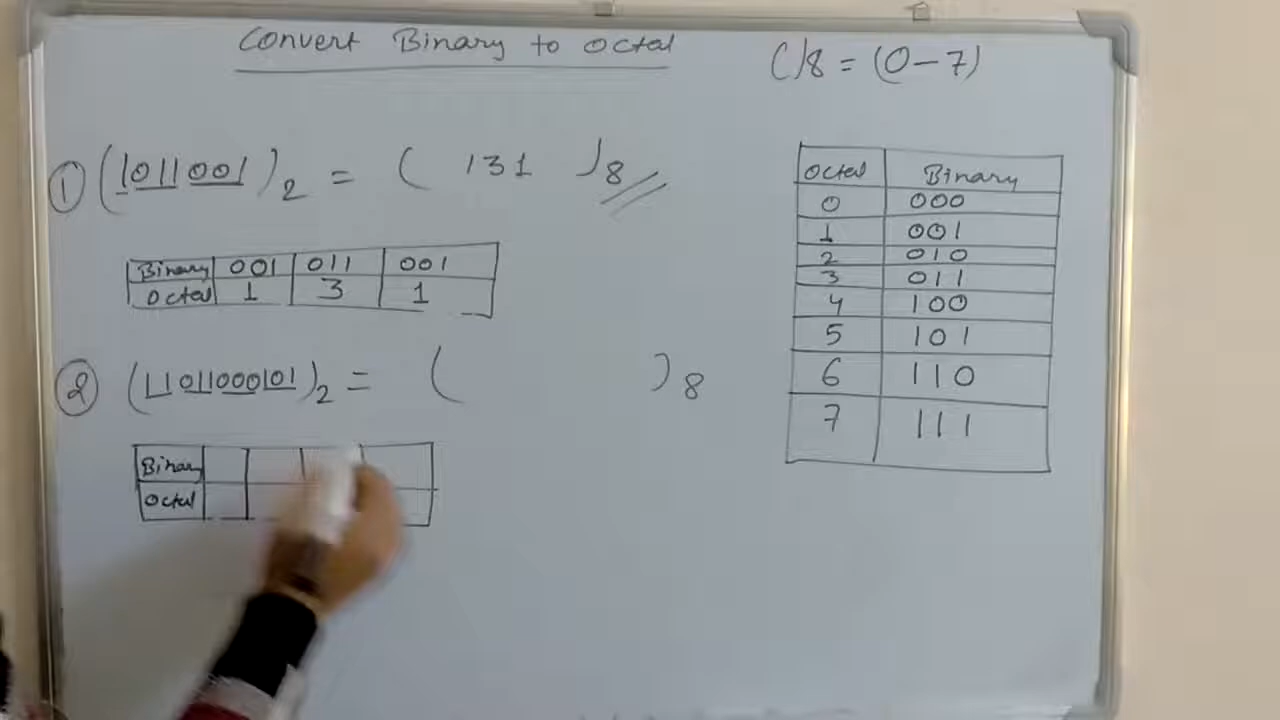 Convert Binary to Octal
()8 = (0-7)
① (1011001)2 = ( 131 )8
Binary 001 011 001
Octal 1 3 1
② (11011000101)2 = ( )8
Binary
Octal
Octal Binary
0 000
1 001
2 010
3 011
4 100
5 101
6 110
7 111